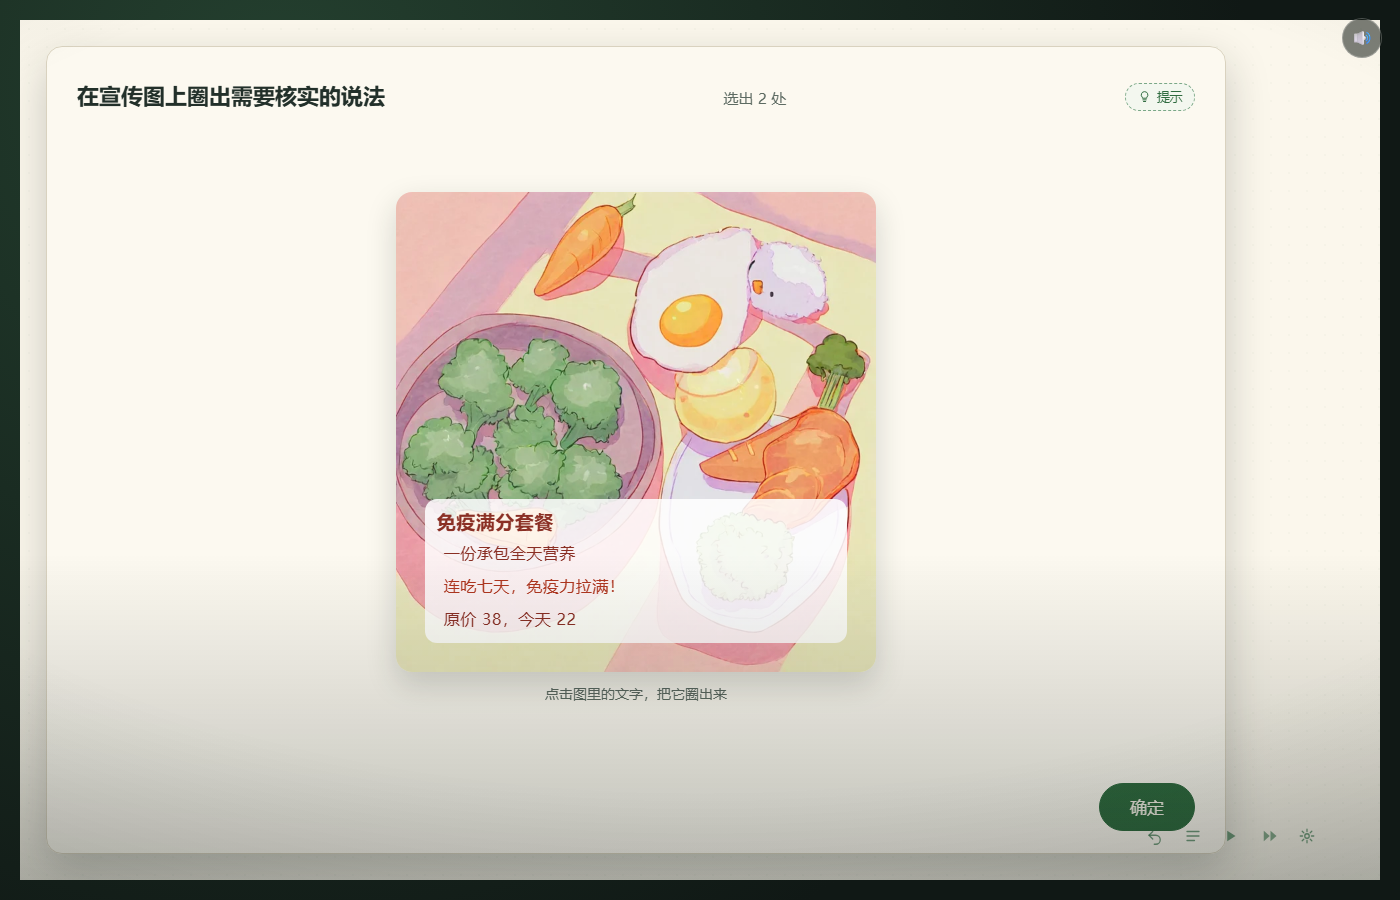 在宣传图上圈出需要核实的说法
选出 2 处
提示
免疫满分套餐
一份承包全天营养
连吃七天，免疫力拉满！
原价 38，今天 22
点击图里的文字，把它圈出来
确定